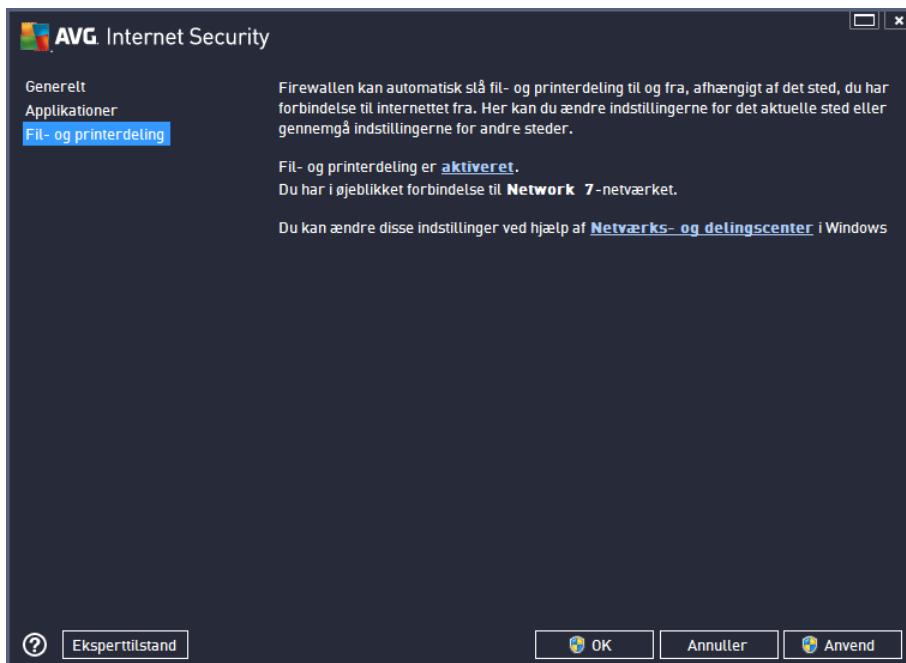 AVG. Internet Security
Generelt
Applikationer
Fil- og printerdeling
Firewallen kan automatisk slå fil- og printerdeling til og fra, afhængigt af det sted, du har
forbindelse til internettet fra. Her kan du ændre indstillingerne for det aktuelle sted eller
gennemgå indstillingerne for andre steder.
Fil- og printerdeling er aktiveret.
Du har i øjeblikket forbindelse til Network 7-netværket.
Du kan ændre disse indstillinger ved hjælp af Netværks- og delingscenter i Windows
? Eksperttilstand
OK
Annuller
Anvend